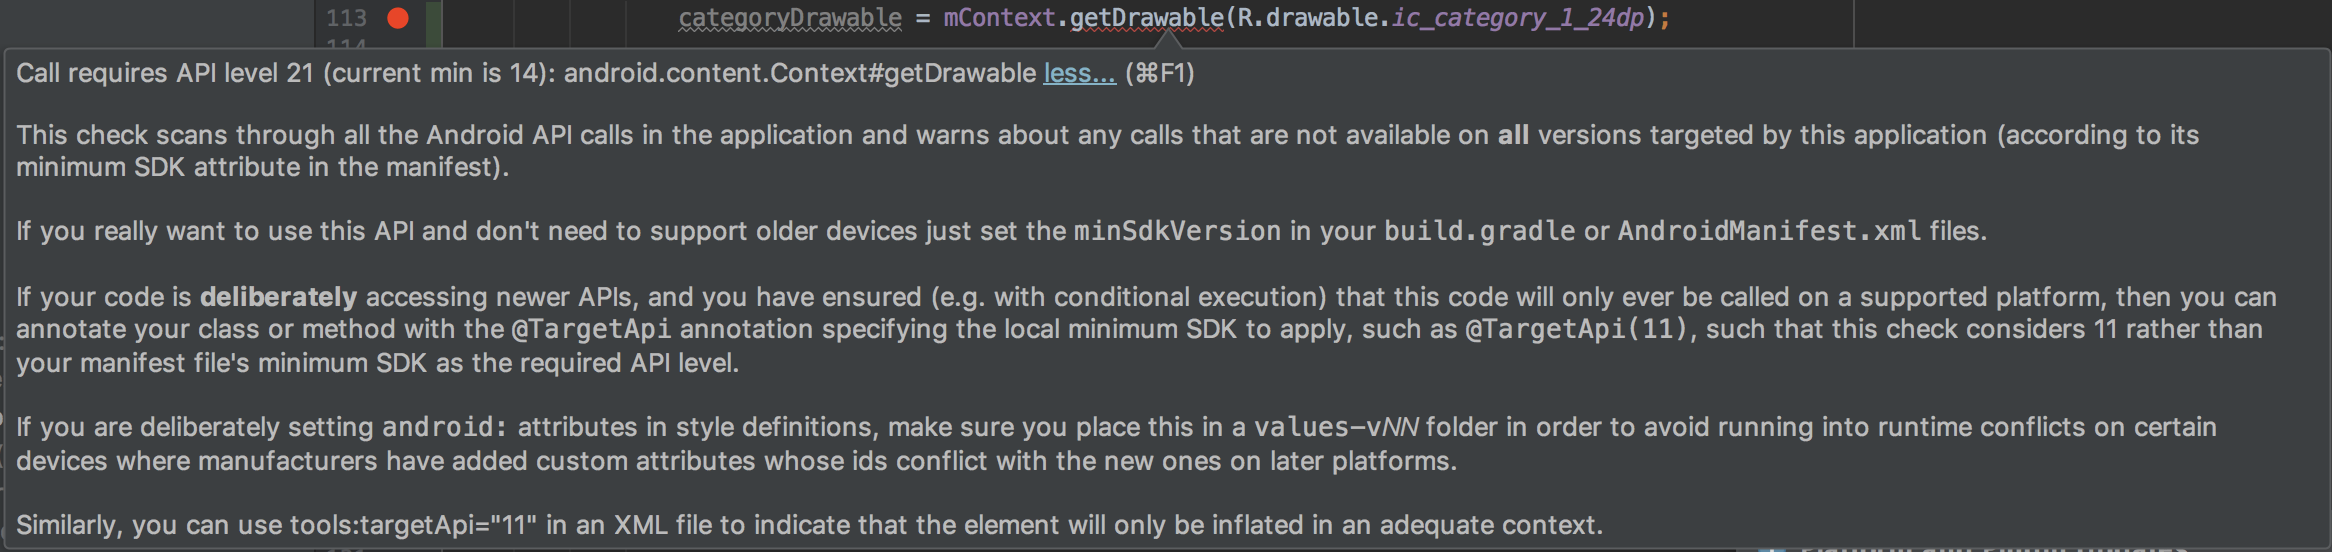 113 categoryDrawable = mContext.getDrawable(R.drawable.ic_category_1_24dp);
114
Call requires API level 21 (current min is 14): android.content.Context#getDrawable less... (⌘F1)
This check scans through all the Android API calls in the application and warns about any calls that are not available on all versions targeted by this application (according to its
minimum SDK attribute in the manifest).
If you really want to use this API and don't need to support older devices just set the minSdkVersion in your build.gradle or AndroidManifest.xml files.
If your code is deliberately accessing newer APIs, and you have ensured (e.g. with conditional execution) that this code will only ever be called on a supported platform, then you can
annotate your class or method with the @TargetApi annotation specifying the local minimum SDK to apply, such as @TargetApi(11), such that this check considers 11 rather than
your manifest file's minimum SDK as the required API level.
If you are deliberately setting android: attributes in style definitions, make sure you place this in a values-vNN folder in order to avoid running into runtime conflicts on certain
devices where manufacturers have added custom attributes whose ids conflict with the new ones on later platforms.
Similarly, you can use tools:targetApi="11" in an XML file to indicate that the element will only be inflated in an adequate context.